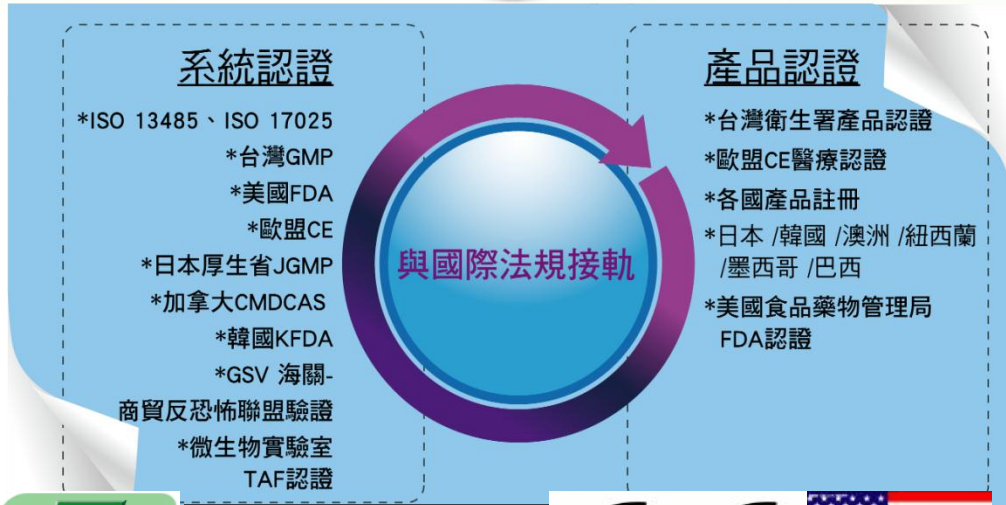 系統認證
*ISO 13485、ISO 17025
*台灣GMP
*美國FDA
*歐盟CE
*日本厚生省JGMP
*加拿大CMDCAS
*韓國KFDA
*GSV 海關-
商貿反恐怖聯盟驗證
*微生物實驗室
TAF認證
與國際法規接軌
產品認證
*台灣衛生署產品認證
*歐盟CE醫療認證
*各國產品註冊
*日本 /韓國 /澳洲 /紐西蘭
/墨西哥 /巴西
*美國食品藥物管理局
FDA認證